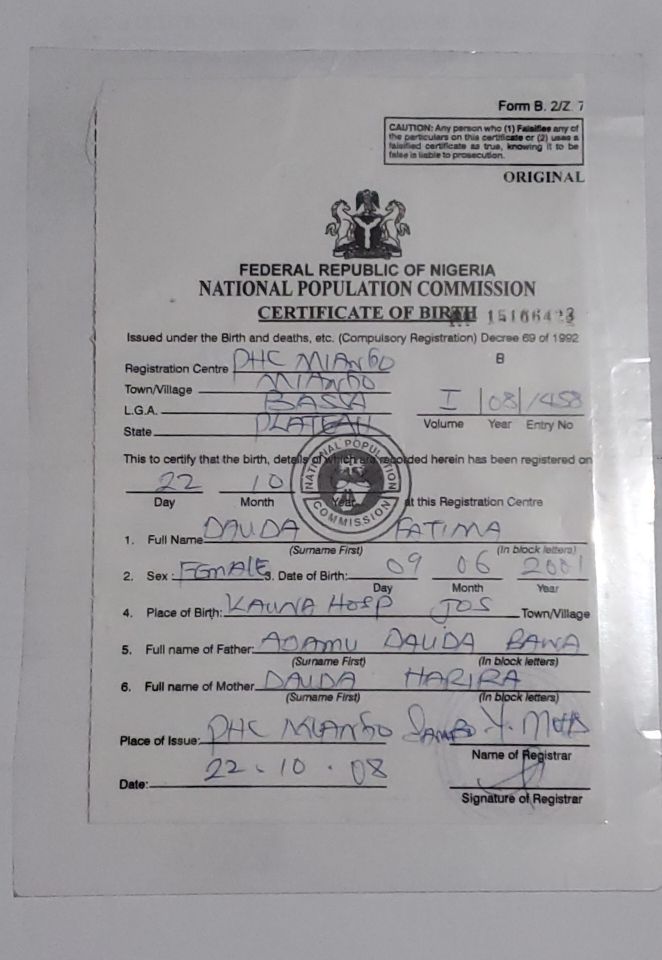 Form B. 2/Z 7
CAUTION: Any person who (1) Falsifies any of
the particulars on this certificate or (2) uses a
falsified certificate as true, knowing it to be
false is liable to prosecution.
ORIGINAL
FEDERAL REPUBLIC OF NIGERIA
NATIONAL POPULATION COMMISSION
CERTIFICATE OF BIRTH 15166423
Issued under the Birth and deaths, etc. (Compulsory Registration) Decree 69 of 1992
B
Registration Centre PHC MIANGO
Town/Village MIANGO
L.G.A. BASSA
I 08 /458
State PLATEAU
Volume Year Entry No
This to certify that the birth, details of which are recorded herein has been registered on
22 10
Day Month Year at this Registration Centre
NATIONAL POPULATION COMMISSION
1. Full Name DAUDA FATIMA
(Surname First) (In block letters)
2. Sex: FEMALE 3. Date of Birth: 09 06 2001
Day Month Year
4. Place of Birth: KAUNA HOSP JOS Town/Village
5. Full name of Father: ADAMU DAUDA BAWA
(Surname First) (In block letters)
6. Full name of Mother DAUDA HARIRA
(Surname First) (In block letters)
Place of Issue: PHC MIANGO SAMBO Y.
Name of Registrar
Date: 22.10.08
Signature of Registrar